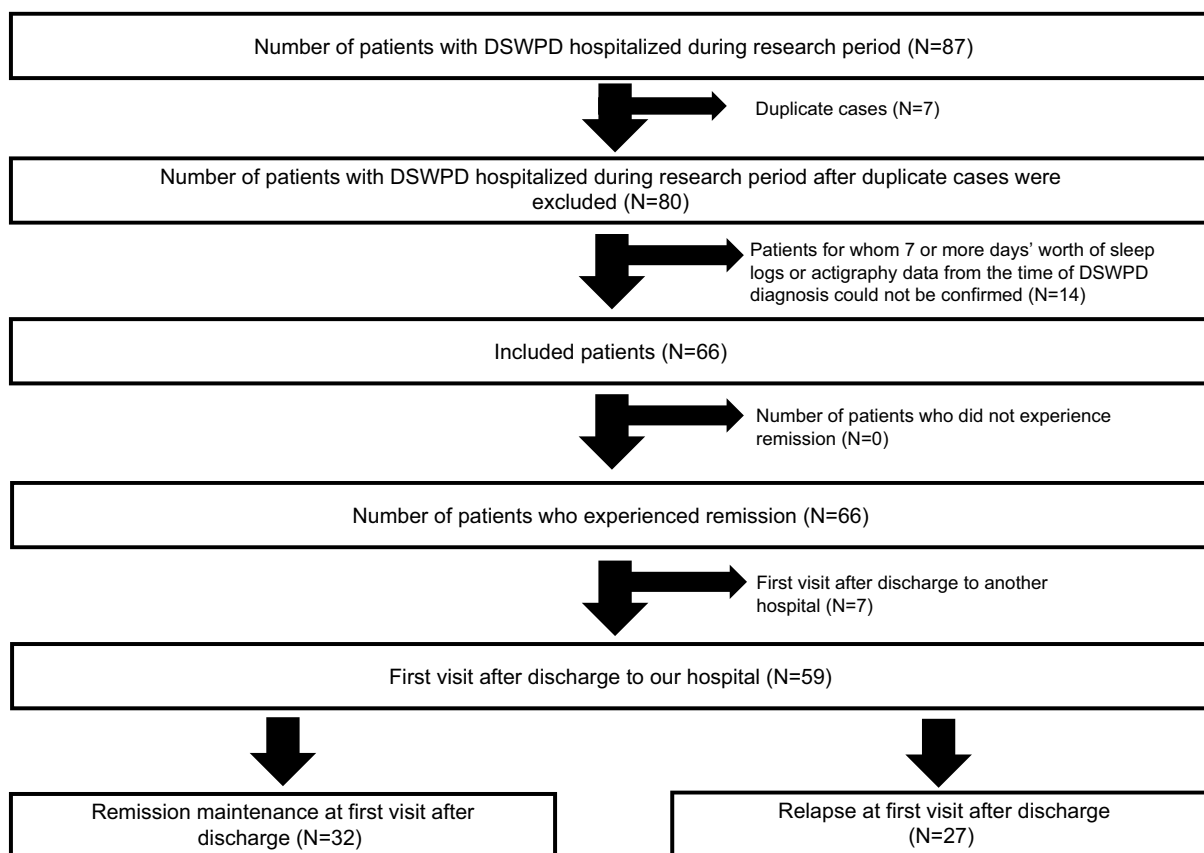 Number of patients with DSWPD hospitalized during research period (N=87)
Duplicate cases (N=7)
Number of patients with DSWPD hospitalized during research period after duplicate cases were
excluded (N=80)
Patients for whom 7 or more days’ worth of sleep
logs or actigraphy data from the time of DSWPD
diagnosis could not be confirmed (N=14)
Included patients (N=66)
Number of patients who did not experience
remission (N=0)
Number of patients who experienced remission (N=66)
First visit after discharge to another
hospital (N=7)
First visit after discharge to our hospital (N=59)
Remission maintenance at first visit after
discharge (N=32)
Relapse at first visit after discharge
(N=27)